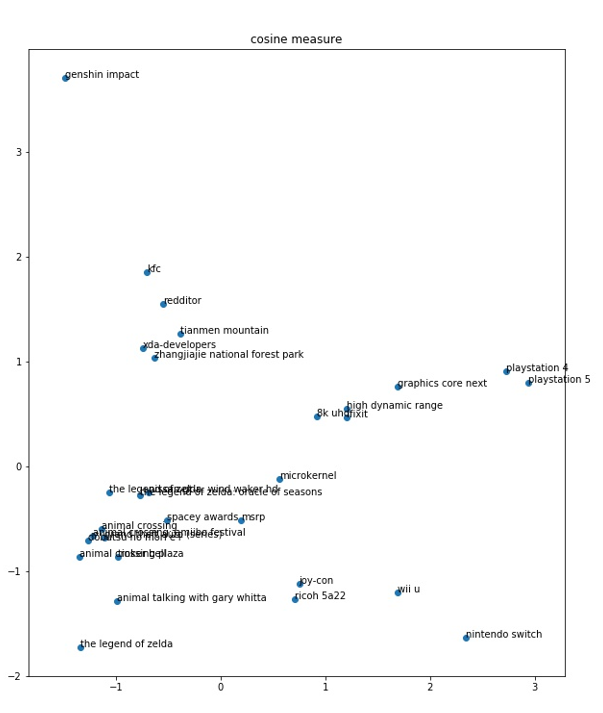 cosine measure
genshin impact
3
kfc
2
redditor
tianmen mountain
xda-developers
zhangjiajie national forest park
1
playstation 4
playstation 5
graphics core next
high dynamic range
8k uhd
ifixit
microkernel
0
the legend of zelda: wind waker hd
the legend of zelda: oracle of seasons
spacey awards
msrp
animal crossing
animal crossing: amiibo festival
animal crossing plaza
tinker bell
−1
joy-con
ricoh 5a22
wii u
animal talking with gary whitta
nintendo switch
the legend of zelda
−2
−1
0
1
2
3